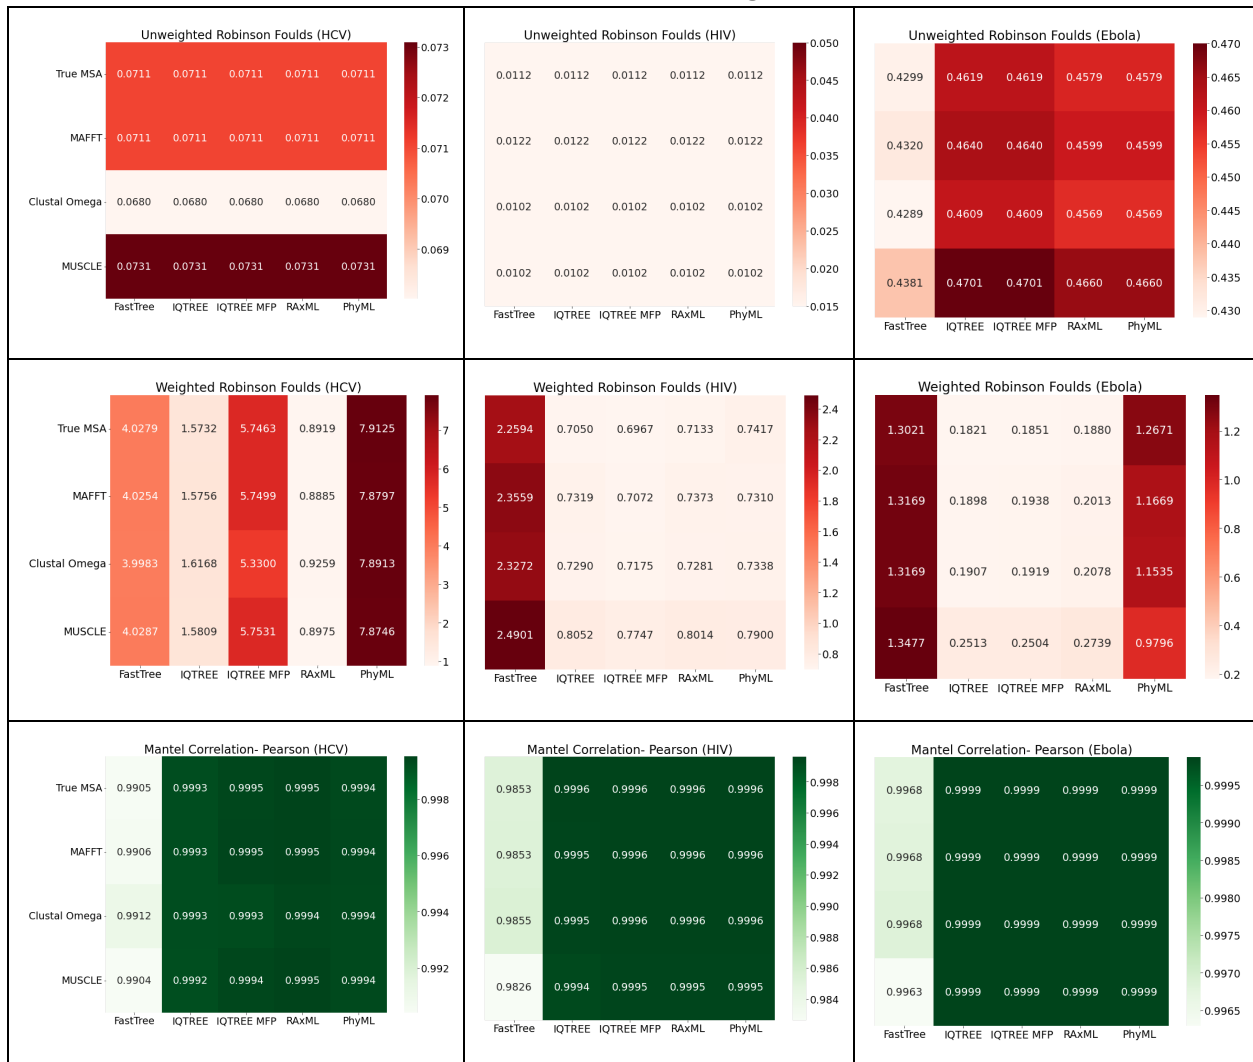 Unweighted Robinson Foulds (HCV)
True MSA 0.0711 0.0711 0.0711 0.0711 0.0711
MAFFT 0.0711 0.0711 0.0711 0.0711 0.0711
Clustal Omega 0.0680 0.0680 0.0680 0.0680 0.0680
MUSCLE 0.0731 0.0731 0.0731 0.0731 0.0731
FastTree IQTREE IQTREE MFP RAxML PhyML
0.073
0.072
0.071
0.070
0.069
Unweighted Robinson Foulds (HIV)
0.0112 0.0112 0.0112 0.0112 0.0112
0.0122 0.0122 0.0122 0.0122 0.0122
0.0102 0.0102 0.0102 0.0102 0.0102
0.0102 0.0102 0.0102 0.0102 0.0102
FastTree IQTREE IQTREE MFP RAxML PhyML
0.050
0.045
0.040
0.035
0.030
0.025
0.020
0.015
Unweighted Robinson Foulds (Ebola)
0.4299 0.4619 0.4619 0.4579 0.4579
0.4320 0.4640 0.4640 0.4599 0.4599
0.4289 0.4609 0.4609 0.4569 0.4569
0.4381 0.4701 0.4701 0.4660 0.4660
FastTree IQTREE IQTREE MFP RAxML PhyML
0.470
0.465
0.460
0.455
0.450
0.445
0.440
0.435
0.430
Weighted Robinson Foulds (HCV)
True MSA 4.0279 1.5732 5.7463 0.8919 7.9125
MAFFT 4.0254 1.5756 5.7499 0.8885 7.8797
Clustal Omega 3.9983 1.6168 5.3300 0.9259 7.8913
MUSCLE 4.0287 1.5809 5.7531 0.8975 7.8746
FastTree IQTREE IQTREE MFP RAxML PhyML
7
6
5
4
3
2
1
Weighted Robinson Foulds (HIV)
2.2594 0.7050 0.6967 0.7133 0.7417
2.3559 0.7319 0.7072 0.7373 0.7310
2.3272 0.7290 0.7175 0.7281 0.7338
2.4901 0.8052 0.7747 0.8014 0.7900
FastTree IQTREE IQTREE MFP RAxML PhyML
2.4
2.2
2.0
1.8
1.6
1.4
1.2
1.0
0.8
Weighted Robinson Foulds (Ebola)
1.3021 0.1821 0.1851 0.1880 1.2671
1.3169 0.1898 0.1938 0.2013 1.1669
1.3169 0.1907 0.1919 0.2078 1.1535
1.3477 0.2513 0.2504 0.2739 0.9796
FastTree IQTREE IQTREE MFP RAxML PhyML
1.2
1.0
0.8
0.6
0.4
0.2
Mantel Correlation- Pearson (HCV)
True MSA 0.9905 0.9993 0.9995 0.9995 0.9994
MAFFT 0.9906 0.9993 0.9995 0.9995 0.9994
Clustal Omega 0.9912 0.9993 0.9993 0.9994 0.9994
MUSCLE 0.9904 0.9992 0.9994 0.9995 0.9994
FastTree IQTREE IQTREE MFP RAxML PhyML
0.998
0.996
0.994
0.992
Mantel Correlation- Pearson (HIV)
0.9853 0.9996 0.9996 0.9996 0.9996
0.9853 0.9995 0.9996 0.9996 0.9996
0.9855 0.9995 0.9996 0.9996 0.9996
0.9826 0.9994 0.9995 0.9995 0.9995
FastTree IQTREE IQTREE MFP RAxML PhyML
0.998
0.996
0.994
0.992
0.990
0.988
0.986
0.984
Mantel Correlation- Pearson (Ebola)
0.9968 0.9999 0.9999 0.9999 0.9999
0.9968 0.9999 0.9999 0.9999 0.9999
0.9968 0.9999 0.9999 0.9999 0.9999
0.9963 0.9999 0.9999 0.9999 0.9999
FastTree IQTREE IQTREE MFP RAxML PhyML
0.9995
0.9990
0.9985
0.9980
0.9975
0.9970
0.9965